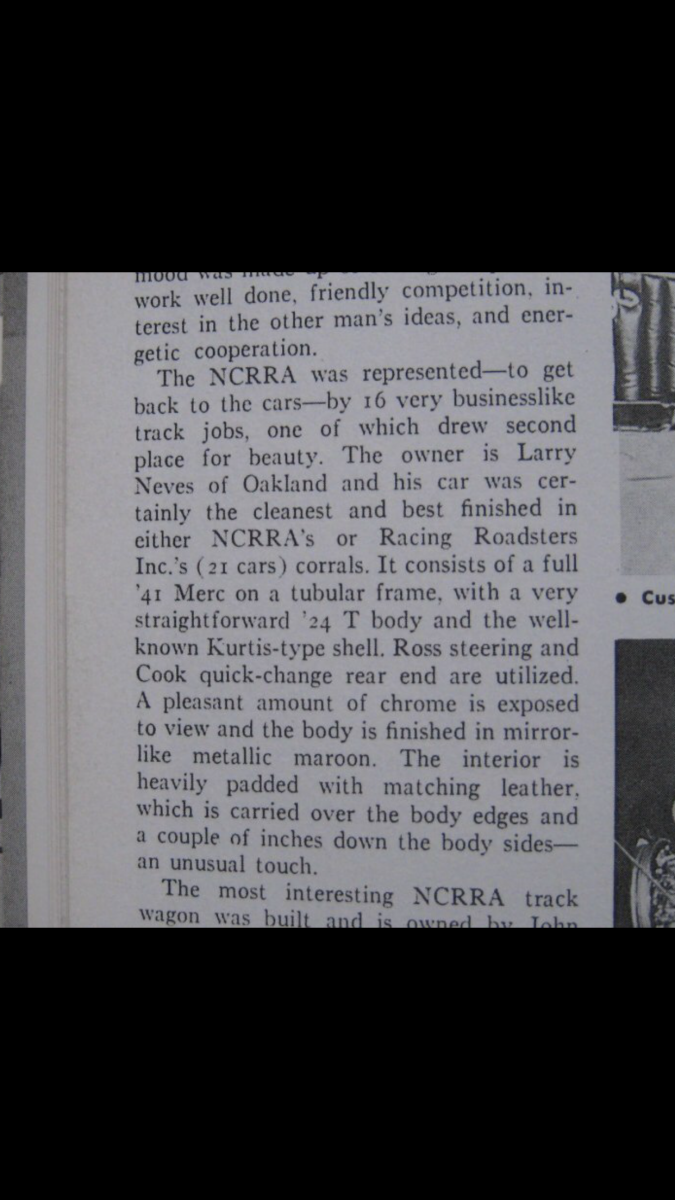 mood was made up
work well done, friendly competition, in-
terest in the other man's ideas, and ener-
getic cooperation.
The NCRRA was represented—to get
back to the cars—by 16 very businesslike
track jobs, one of which drew second
place for beauty. The owner is Larry
Neves of Oakland and his car was cer-
tainly the cleanest and best finished in
either NCRRA's or Racing Roadsters
Inc.'s (21 cars) corrals. It consists of a full
'41 Merc on a tubular frame, with a very
straightforward '24 T body and the well-
known Kurtis-type shell. Ross steering and
Cook quick-change rear end are utilized.
A pleasant amount of chrome is exposed
to view and the body is finished in mirror-
like metallic maroon. The interior is
heavily padded with matching leather,
which is carried over the body edges and
a couple of inches down the body sides—
an unusual touch.
The most interesting NCRRA track
wagon was built and is owned by John
• Cus